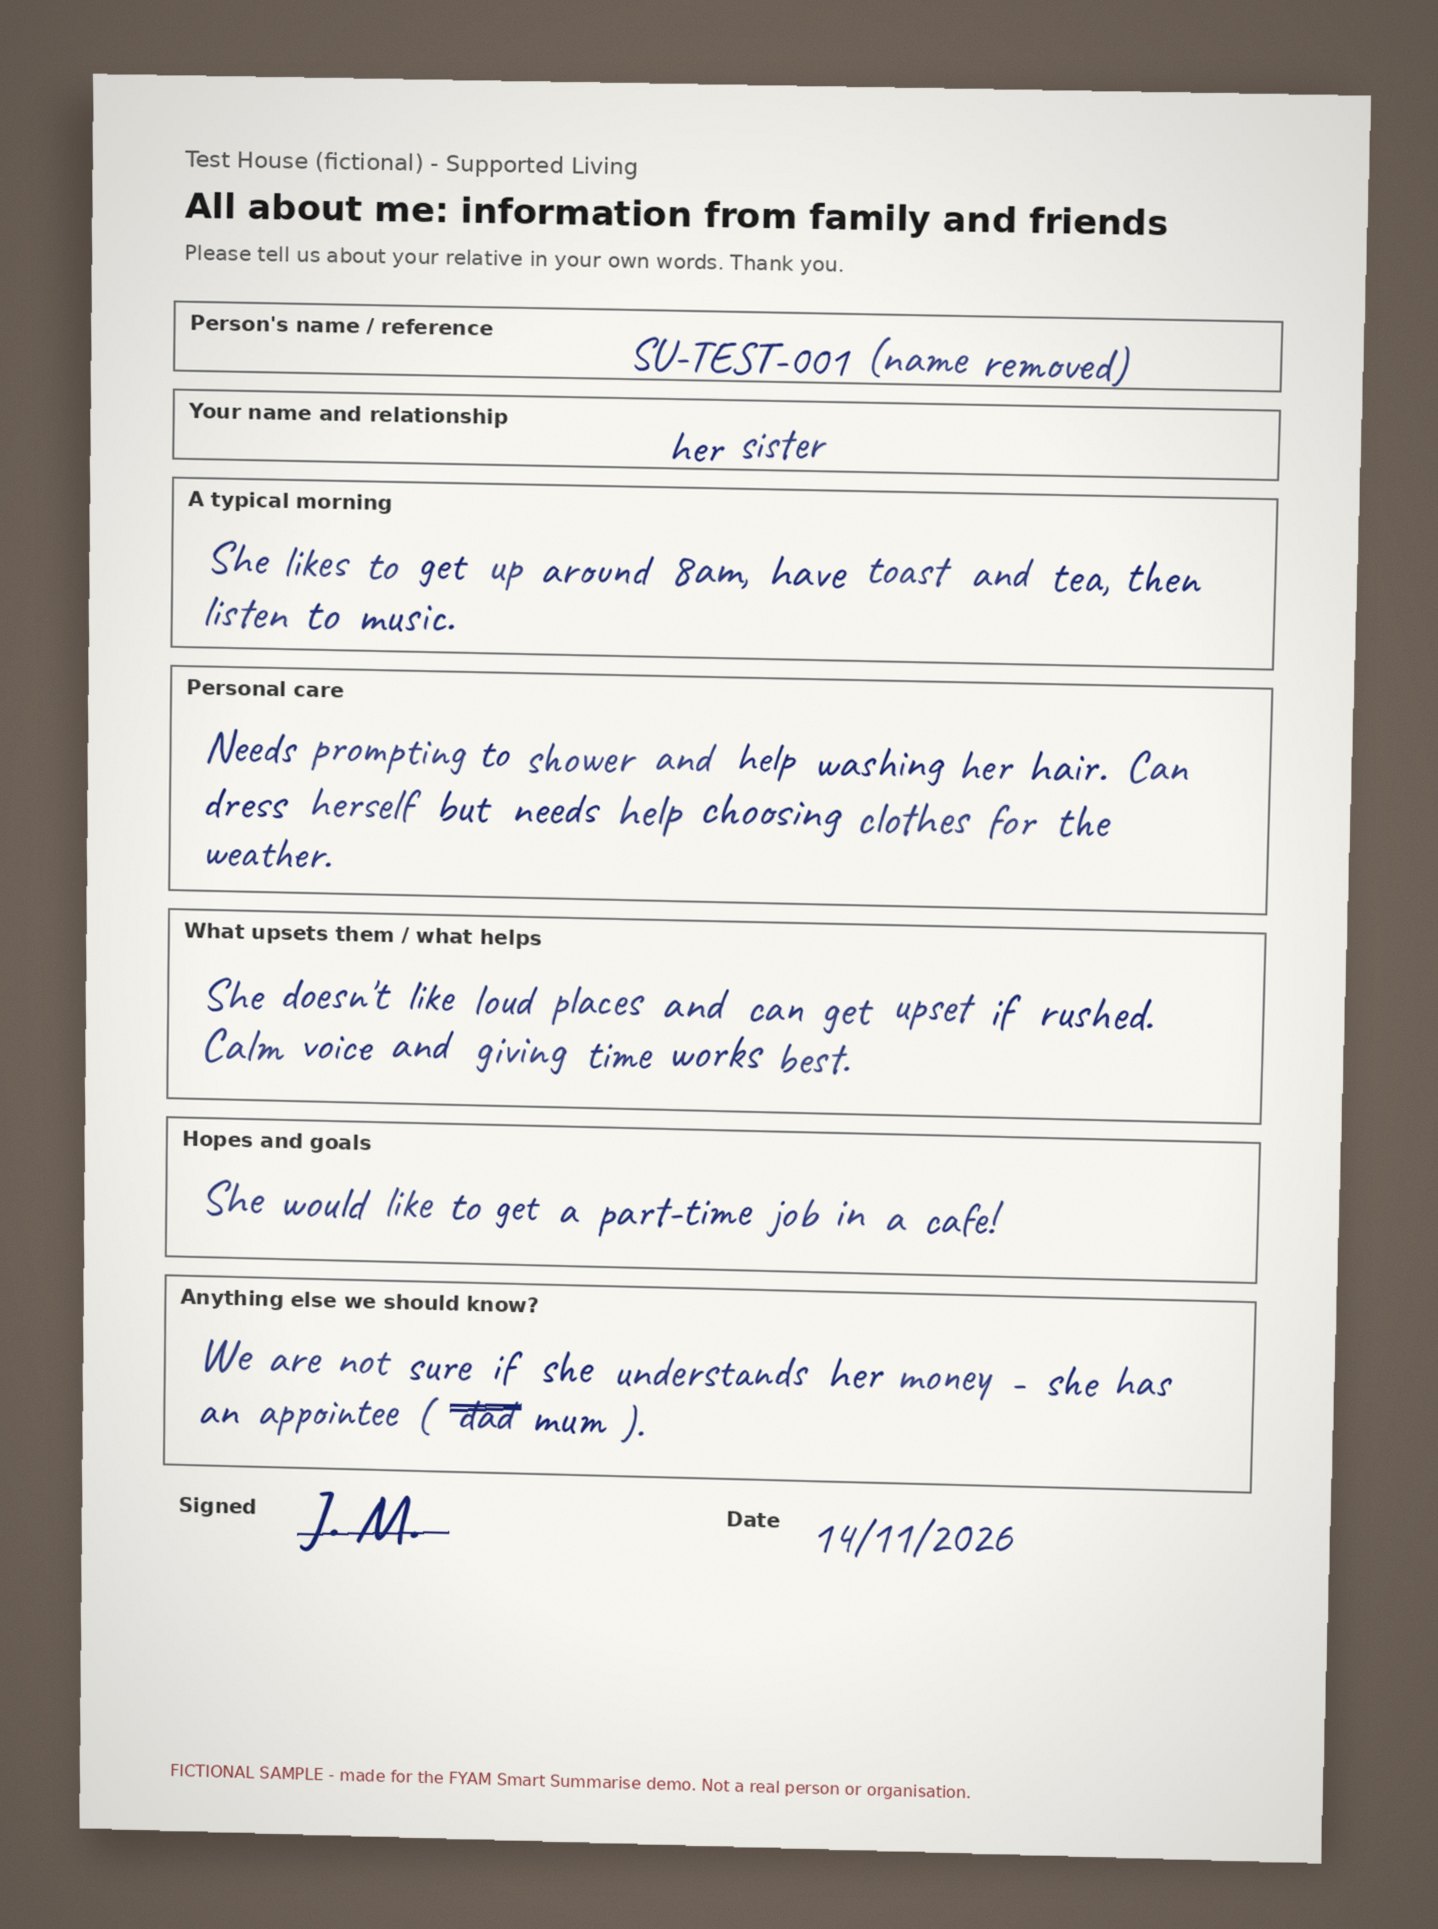 Test House (fictional) - Supported Living
All about me: information from family and friends
Please tell us about your relative in your own words. Thank you.
Person's name / reference
SU-TEST-001 (name removed)
Your name and relationship
her sister
A typical morning
She likes to get up around 8am, have toast and tea, then
listen to music.
Personal care
Needs prompting to shower and help washing her hair. Can
dress herself but needs help choosing clothes for the
weather.
What upsets them / what helps
She doesn't like loud places and can get upset if rushed.
Calm voice and giving time works best.
Hopes and goals
She would like to get a part-time job in a cafe!
Anything else we should know?
We are not sure if she understands her money - she has
an appointee ( dad mum ).
Signed J. M. Date 14/11/2026
FICTIONAL SAMPLE - made for the FYAM Smart Summarise demo. Not a real person or organisation.